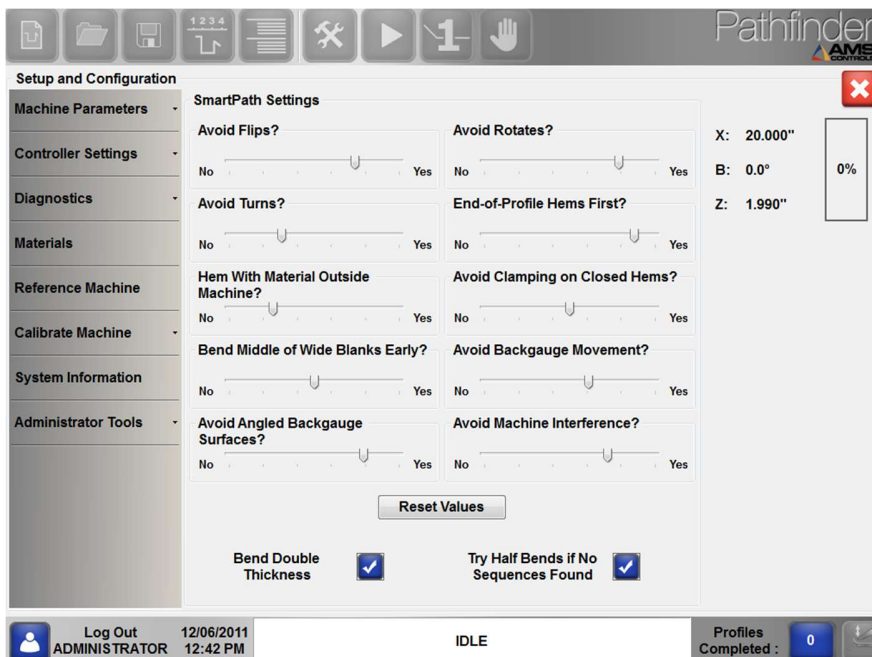 1 2 3 4
1
Pathfinder
AMS
CONTROLS
Setup and Configuration
Machine Parameters
Controller Settings
Diagnostics
Materials
Reference Machine
Calibrate Machine
System Information
Administrator Tools
SmartPath Settings
Avoid Flips?
No Yes
Avoid Rotates?
No Yes
Avoid Turns?
No Yes
End-of-Profile Hems First?
No Yes
Hem With Material Outside
Machine?
No Yes
Avoid Clamping on Closed Hems?
No Yes
Bend Middle of Wide Blanks Early?
No Yes
Avoid Backgauge Movement?
No Yes
Avoid Angled Backgauge
Surfaces?
No Yes
Avoid Machine Interference?
No Yes
Reset Values
Bend Double
Thickness
Try Half Bends if No
Sequences Found
X: 20.000"
B: 0.0°
Z: 1.990"
0%
Log Out
ADMINISTRATOR
12/06/2011
12:42 PM
IDLE
Profiles
Completed :
0